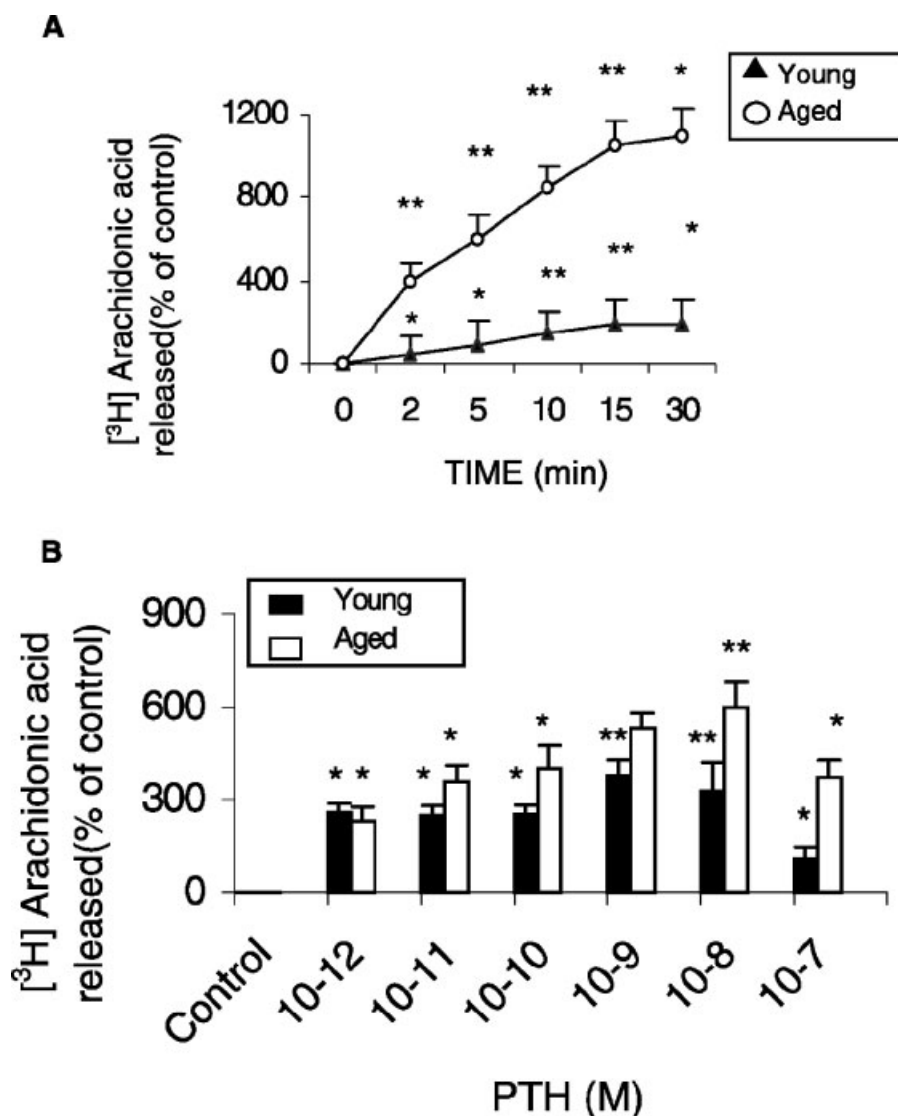 A
Young
Aged
[³H] Arachidonic acid
released(% of control)
1200
800
400
0
** ** ** ** *
* * ** ** *
0 2 5 10 15 30
TIME (min)
B
Young
Aged
[³H] Arachidonic acid
released(% of control)
900
600
300
0
* * * * * * ** ** ** * *
Control 10-12 10-11 10-10 10-9 10-8 10-7
PTH (M)